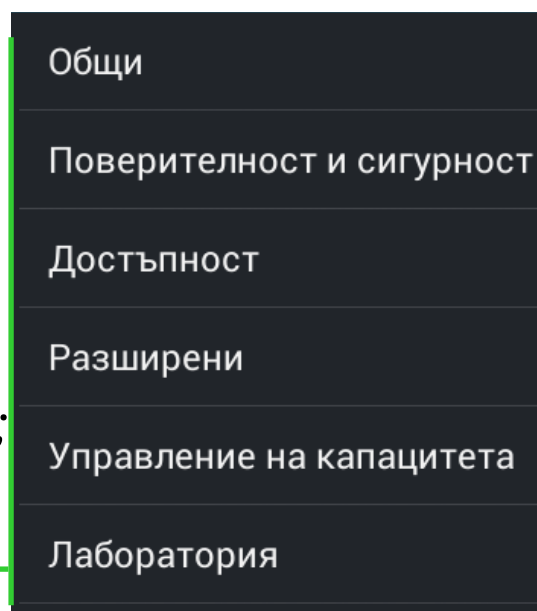 Общи
Поверителност и сигурност
Достъпност
Разширени
Управление на капацитета
Лаборатория